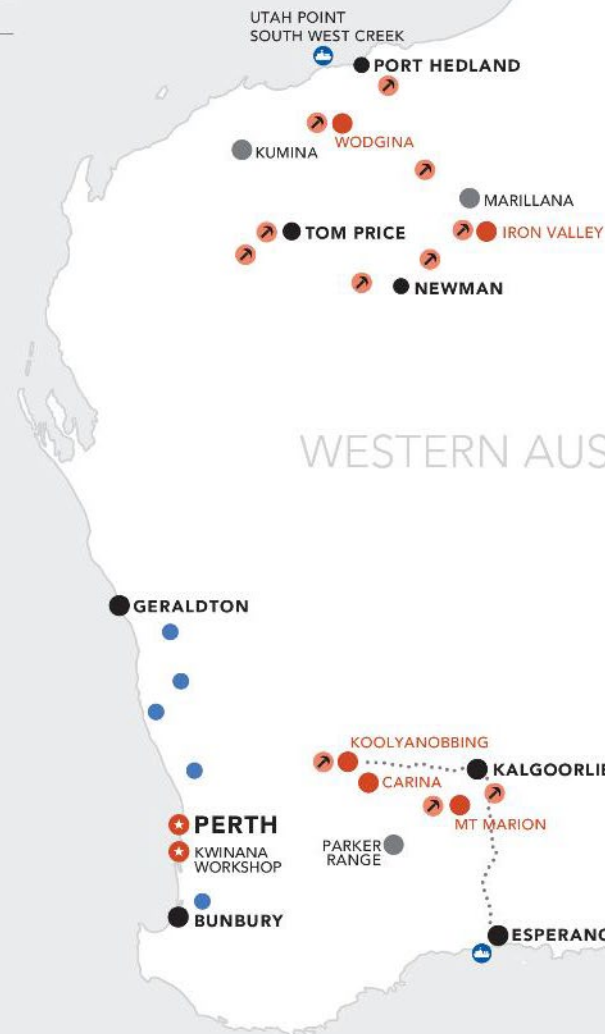 UTAH POINT
SOUTH WEST CREEK
PORT HEDLAND
WODGINA
KUMINA
MARILLANA
TOM PRICE
IRON VALLEY
NEWMAN
WESTERN AUS
GERALDTON
KOOLYANOBBING
KALGOORLIE
CARINA
MT MARION
PERTH
PARKER
RANGE
KWINANA
WORKSHOP
BUNBURY
ESPERANC